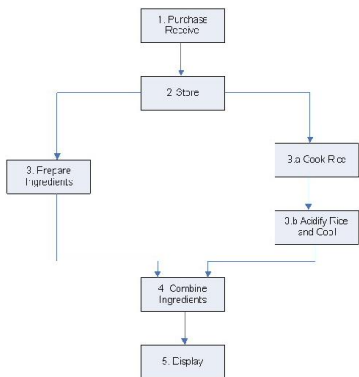 1. Purchase
Receive
2 Store
3. Prepare
Ingredients
3.a Cook Rice
3.b Acidify Rice
and Cool
4. Combine
Ingredients
5. Display